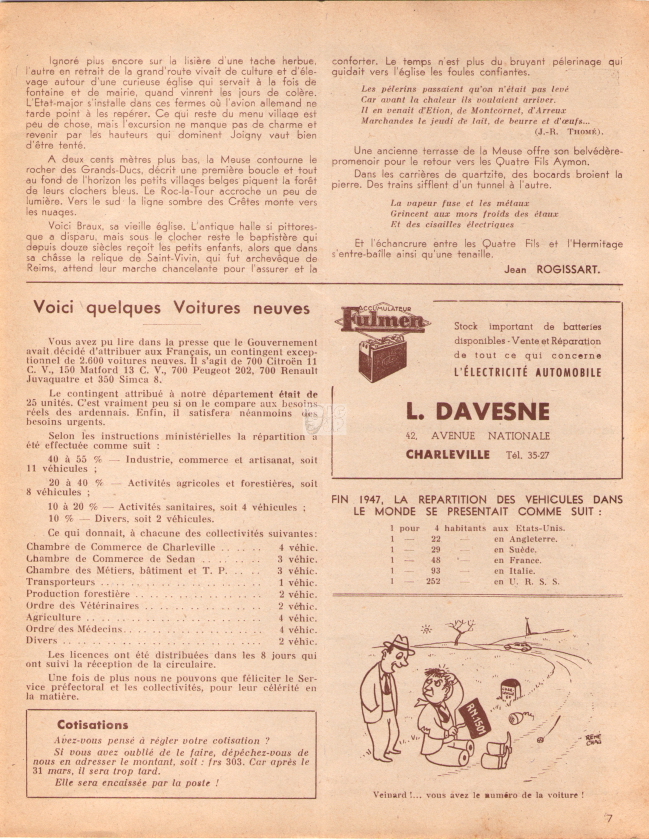 Ignoré plus encore sur la lisière d'une tache herbue,
l'autre en retrait de la grand'route vivait de culture et d'éle-
vage autour d'une curieuse église qui servait à la fois de
fontaine et de mairie, quand vinrent les jours de colère.
L'Etat-major s'installe dans ces fermes où l'avion allemand ne
tarde point à les repérer. Ce qui reste du menu village est
peu de chose, mais l'excursion ne manque pas de charme et
revenir par les hauteurs qui dominent Joigny vaut bien
d'être tenté.
A deux cents mètres plus bas, la Meuse contourne le
rocher des Grands-Ducs, décrit une première boucle et tout
au fond de l'horizon les petits villages belges piquent la forêt
de leurs clochers bleus. Le Roc-la-Tour accroche un peu de
lumière. Vers le sud la ligne sombre des Crêtes monte vers
les nuages.
Voici Braux, sa vieille église. L'antique halle si pittores-
que a disparu, mais sous le clocher reste le baptistère qui
depuis douze siècles reçoit les petits enfants, alors que dans
sa châsse la relique de Saint-Vivin, qui fut archevêque de
Reims, attend leur marche chancelante pour l'assurer et la
conforter. Le temps n'est plus du bruyant pèlerinage qui
guidait vers l'église les foules confiantes.
Les pèlerins passaient qu'on n'était pas levé
Car avant la chaleur ils voulaient arriver.
Il en venait d'Etion, de Montcornet, d'Arreux
Marchandes le jeudi de lait, de beurre et d'œufs...
(J.-R. THOMÉ).
Une ancienne terrasse de la Meuse offre son belvédère-
promenoir pour le retour vers les Quatre Fils Aymon.
Dans les carrières de quartzite, des bocards broient la
pierre. Des trains sifflent d'un tunnel à l'autre.
La vapeur fuse et les métaux
Grincent aux mors froids des étaux
Et des cisailles électriques
Et l'échancrure entre les Quatre Fils et l'Hermitage
s'entre-baille ainsi qu'une tenaille.
Jean ROGISSART.
Voici quelques Voitures neuves
Vous avez pu lire dans la presse que le Gouvernement
avait décidé d'attribuer aux Français, un contingent excep-
tionnel de 2.600 voitures neuves. Il s'agit de 700 Citroën 11
C. V., 150 Matford 13 C. V., 700 Peugeot 202, 700 Renault
Juvaquatre et 350 Simca 8.
Le contingent attribué à notre département était de
25 unités. C'est vraiment peu si on le compare aux besoins
réels des ardennais. Enfin, il satisfera néanmoins des
besoins urgents.
Selon les instructions ministérielles la répartition a
été effectuée comme suit :
40 à 55 % — Industrie, commerce et artisanat, soit
11 véhicules ;
20 à 40 % — Activités agricoles et forestières, soit
8 véhicules ;
10 à 20 % — Activités sanitaires, soit 4 véhicules ;
10 % — Divers, soit 2 véhicules.
Ce qui donnait, à chacune des collectivités suivantes:
Chambre de Commerce de Charleville ..... 4 véhic.
Chambre de Commerce de Sedan ..... 3 véhic.
Chambre des Métiers, bâtiment et T. P. ... 3 véhic.
Transporteurs ..... 1 véhic.
Production forestière ..... 2 véhic.
Ordre des Vétérinaires ..... 2 véhic.
Agriculture ..... 4 véhic.
Ordre des Médecins ..... 4 véhic.
Divers ..... 2 véhic.
Les licences ont été distribuées dans les 8 jours qui
ont suivi la réception de la circulaire.
Une fois de plus nous ne pouvons que féliciter le Ser-
vice préfectoral et les collectivités, pour leur célérité en
la matière.
Cotisations
Avez-vous pensé à régler votre cotisation ?
Si vous avez oublié de le faire, dépêchez-vous de
nous en adresser le montant, soit : frs 303. Car après le
31 mars, il sera trop tard.
Elle sera encaissée par la poste !
ACCUMULATEUR
Fulmen
Stock important de batteries
disponibles - Vente et Réparation
de tout ce qui concerne
L'ÉLECTRICITÉ AUTOMOBILE
L. DAVESNE
42, AVENUE NATIONALE
CHARLEVILLE Tél. 35-27
FIN 1947, LA REPARTITION DES VEHICULES DANS
LE MONDE SE PRESENTAIT COMME SUIT :
1 pour 4 habitants aux Etats-Unis.
1 — 22 — en Angleterre.
1 — 29 — en Suède.
1 — 48 — en France.
1 — 93 — en Italie.
1 — 252 — en U. R. S. S.
RM.1501
Veinard !... vous avez le numéro de la voiture !
7